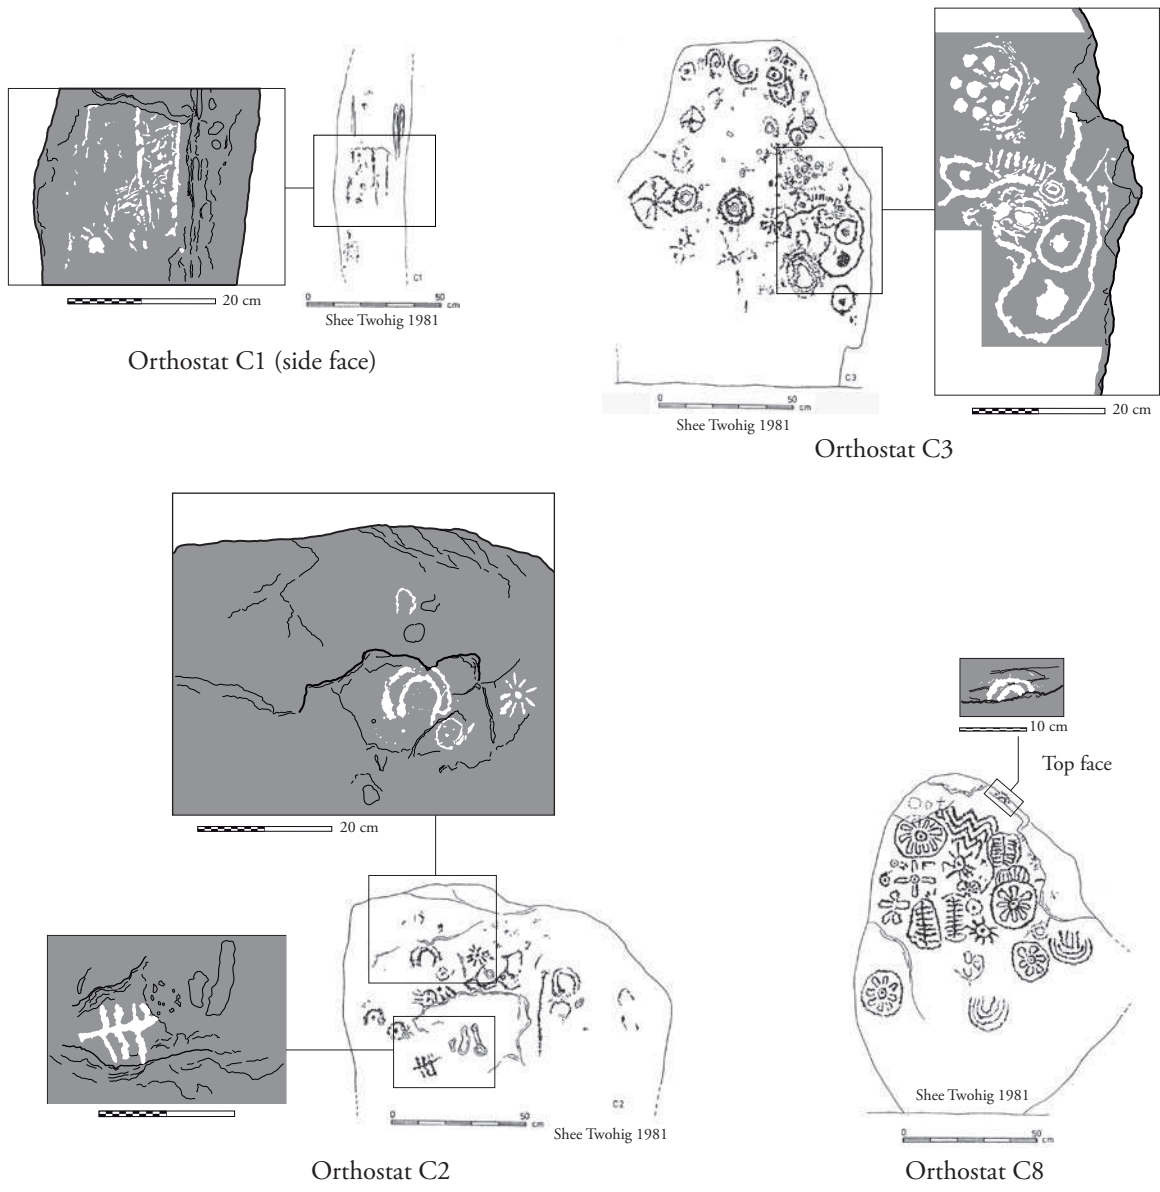 C1
20 cm
0 50
cm
Shee Twohig 1981
Orthostat C1 (side face)
C3
0 50
cm
Shee Twohig 1981
20 cm
Orthostat C3
20 cm
C2
0 50
cm
Shee Twohig 1981
Orthostat C2
10 cm
Top face
Shee Twohig 1981
0 50
cm
Orthostat C8